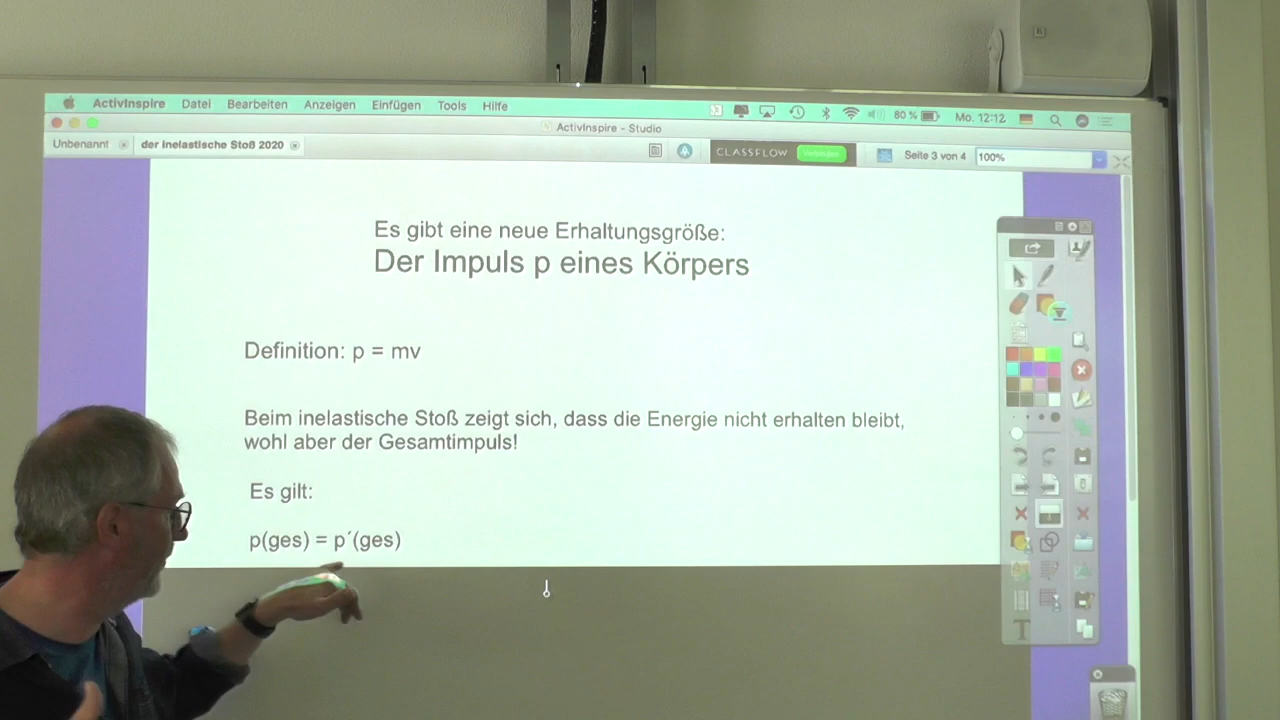 ActivInspire Datei Bearbeiten Anzeigen Einfügen Tools Hilfe 80 % Mo. 12:12
ActivInspire - Studio
Unbenannt der inelastische Stoß 2020 CLASSFLOW Verbinden Seite 3 von 4 100%
Es gibt eine neue Erhaltungsgröße:
Der Impuls p eines Körpers
Definition: p = mv
Beim inelastische Stoß zeigt sich, dass die Energie nicht erhalten bleibt,
wohl aber der Gesamtimpuls!
Es gilt:
p(ges) = p´(ges)
T